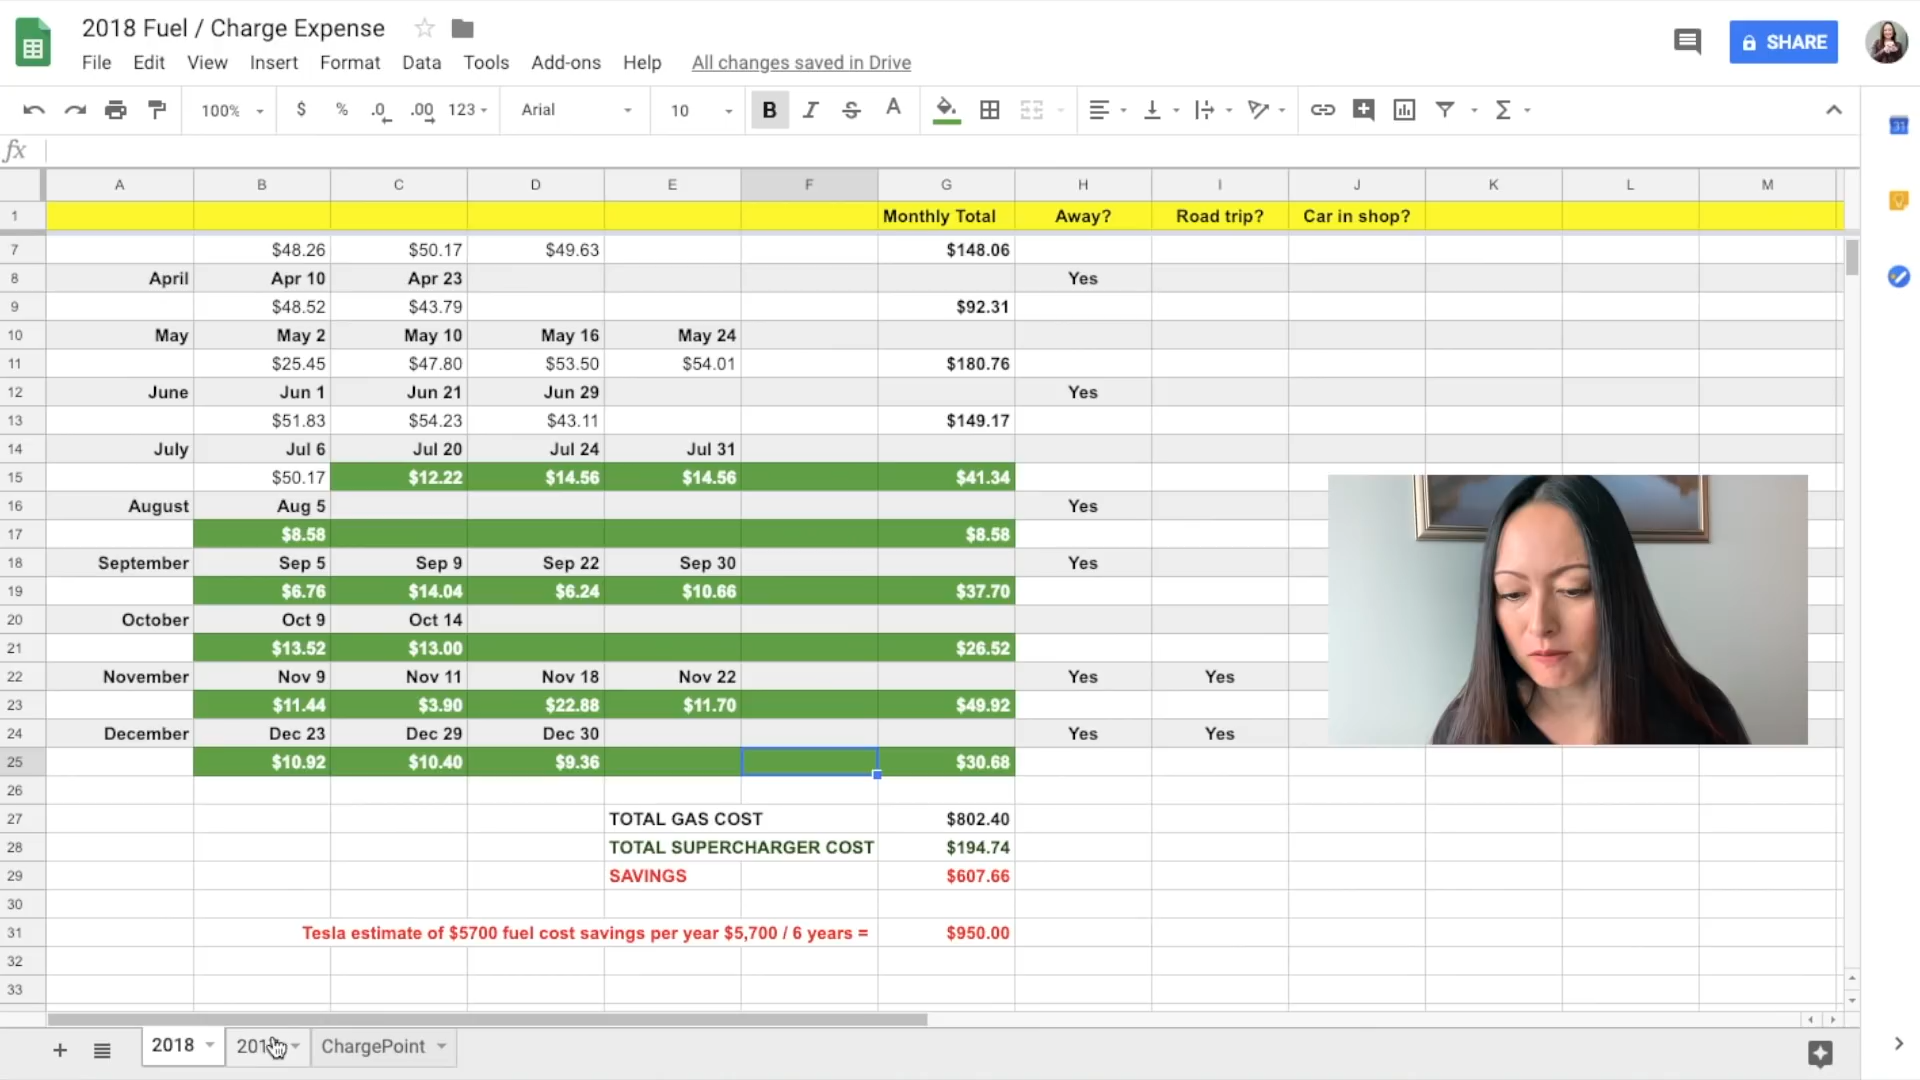 2018 Fuel / Charge Expense
SHARE
File Edit View Insert Format Data Tools Add-ons Help All changes saved in Drive
100% $ % .0 .00 123 Arial 10 B I S A
fx
A B C D E F G H I J K L M
1 Monthly Total Away? Road trip? Car in shop?
7 $48.26 $50.17 $49.63 $148.06
8 April Apr 10 Apr 23 Yes
9 $48.52 $43.79 $92.31
10 May May 2 May 10 May 16 May 24
11 $25.45 $47.80 $53.50 $54.01 $180.76
12 June Jun 1 Jun 21 Jun 29 Yes
13 $51.83 $54.23 $43.11 $149.17
14 July Jul 6 Jul 20 Jul 24 Jul 31
15 $50.17 $12.22 $14.56 $14.56 $41.34
16 August Aug 5 Yes
17 $8.58 $8.58
18 September Sep 5 Sep 9 Sep 22 Sep 30 Yes
19 $6.76 $14.04 $6.24 $10.66 $37.70
20 October Oct 9 Oct 14
21 $13.52 $13.00 $26.52
22 November Nov 9 Nov 11 Nov 18 Nov 22 Yes Yes
23 $11.44 $3.90 $22.88 $11.70 $49.92
24 December Dec 23 Dec 29 Dec 30 Yes Yes
25 $10.92 $10.40 $9.36 $30.68
26
27 TOTAL GAS COST $802.40
28 TOTAL SUPERCHARGER COST $194.74
29 SAVINGS $607.66
30
31 Tesla estimate of $5700 fuel cost savings per year $5,700 / 6 years = $950.00
32
33
2018 ChargePoint
31